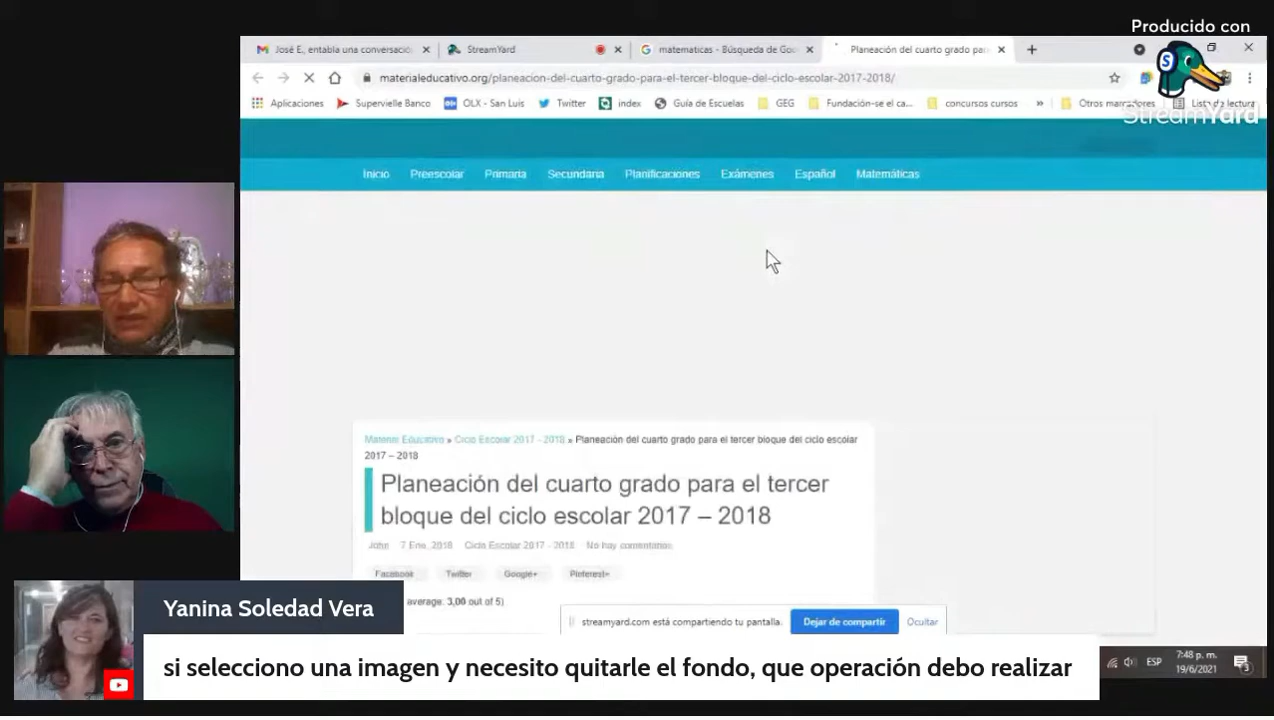 Producido con
StreamYard
José E., entabla una conversació
StreamYard
matematicas - Búsqueda de Goo
Planeación del cuarto grado para
materialeducativo.org/planeacion-del-cuarto-grado-para-el-tercer-bloque-del-ciclo-escolar-2017-2018/
Aplicaciones
Supervielle Banco
OLX - San Luis
Twitter
index
Guía de Escuelas
GEG
Fundación-se el ca...
concursos cursos
»
Otros marcadores
Lista de lectura
Inicio
Preescolar
Primaria
Secundaria
Planificaciones
Exámenes
Español
Matemáticas
Material Educativo » Ciclo Escolar 2017 - 2018 » Planeación del cuarto grado para el tercer bloque del ciclo escolar
2017 – 2018
Planeación del cuarto grado para el tercer
bloque del ciclo escolar 2017 – 2018
John 7 Ene, 2018 Ciclo Escolar 2017 - 2018 No hay comentarios
Facebook
Twitter
Google+
Pinterest+
average: 3,00 out of 5)
streamyard.com está compartiendo tu pantalla.
Dejar de compartir
Ocultar
Yanina Soledad Vera
si selecciono una imagen y necesito quitarle el fondo, que operación debo realizar
ESP
7:48 p. m.
19/6/2021
3